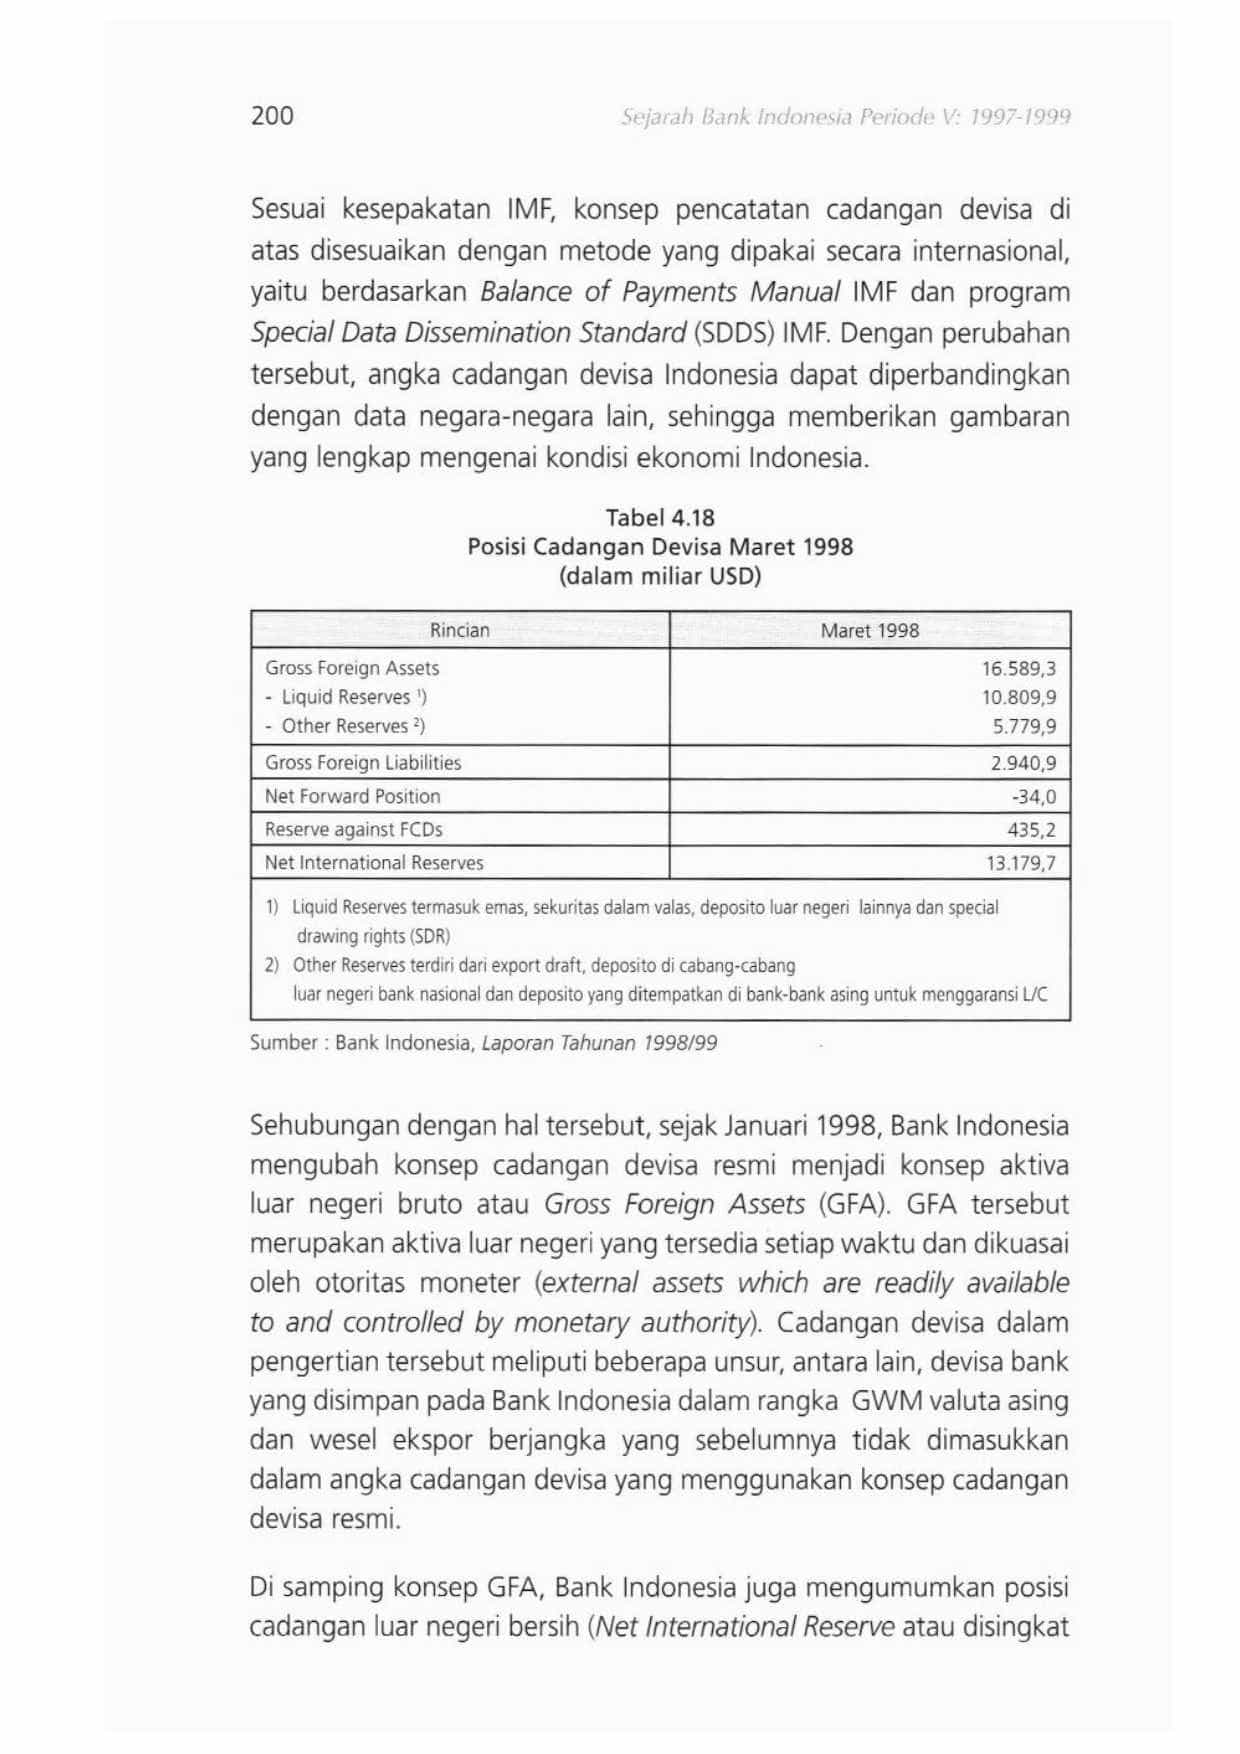 200
Sejarah Bank Indonesia Periode V: 1997-1999
Sesuai kesepakatan IMF, konsep pencatatan cadangan devisa di
atas disesuaikan dengan metode yang dipakai secara internasional,
yaitu berdasarkan Balance of Payments Manual IMF dan program
Special Data Dissemination Standard (SDDS) IMF. Dengan perubahan
tersebut, angka cadangan devisa Indonesia dapat diperbandingkan
dengan data negara-negara lain, sehingga memberikan gambaran
yang lengkap mengenai kondisi ekonomi Indonesia.
Tabel 4.18
Posisi Cadangan Devisa Maret 1998
(dalam miliar USD)
Rincian Maret 1998
Gross Foreign Assets 16.589,3
- Liquid Reserves ¹) 10.809,9
- Other Reserves ²) 5.779,9
Gross Foreign Liabilities 2.940,9
Net Forward Position -34,0
Reserve against FCDs 435,2
Net International Reserves 13.179,7
1) Liquid Reserves termasuk emas, sekuritas dalam valas, deposito luar negeri lainnya dan special
drawing rights (SDR)
2) Other Reserves terdiri dari export draft, deposito di cabang-cabang
luar negeri bank nasional dan deposito yang ditempatkan di bank-bank asing untuk menggaransi L/C
Sumber : Bank Indonesia, Laporan Tahunan 1998/99
Sehubungan dengan hal tersebut, sejak Januari 1998, Bank Indonesia
mengubah konsep cadangan devisa resmi menjadi konsep aktiva
luar negeri bruto atau Gross Foreign Assets (GFA). GFA tersebut
merupakan aktiva luar negeri yang tersedia setiap waktu dan dikuasai
oleh otoritas moneter (external assets which are readily available
to and controlled by monetary authority). Cadangan devisa dalam
pengertian tersebut meliputi beberapa unsur, antara lain, devisa bank
yang disimpan pada Bank Indonesia dalam rangka GWM valuta asing
dan wesel ekspor berjangka yang sebelumnya tidak dimasukkan
dalam angka cadangan devisa yang menggunakan konsep cadangan
devisa resmi.
Di samping konsep GFA, Bank Indonesia juga mengumumkan posisi
cadangan luar negeri bersih (Net International Reserve atau disingkat